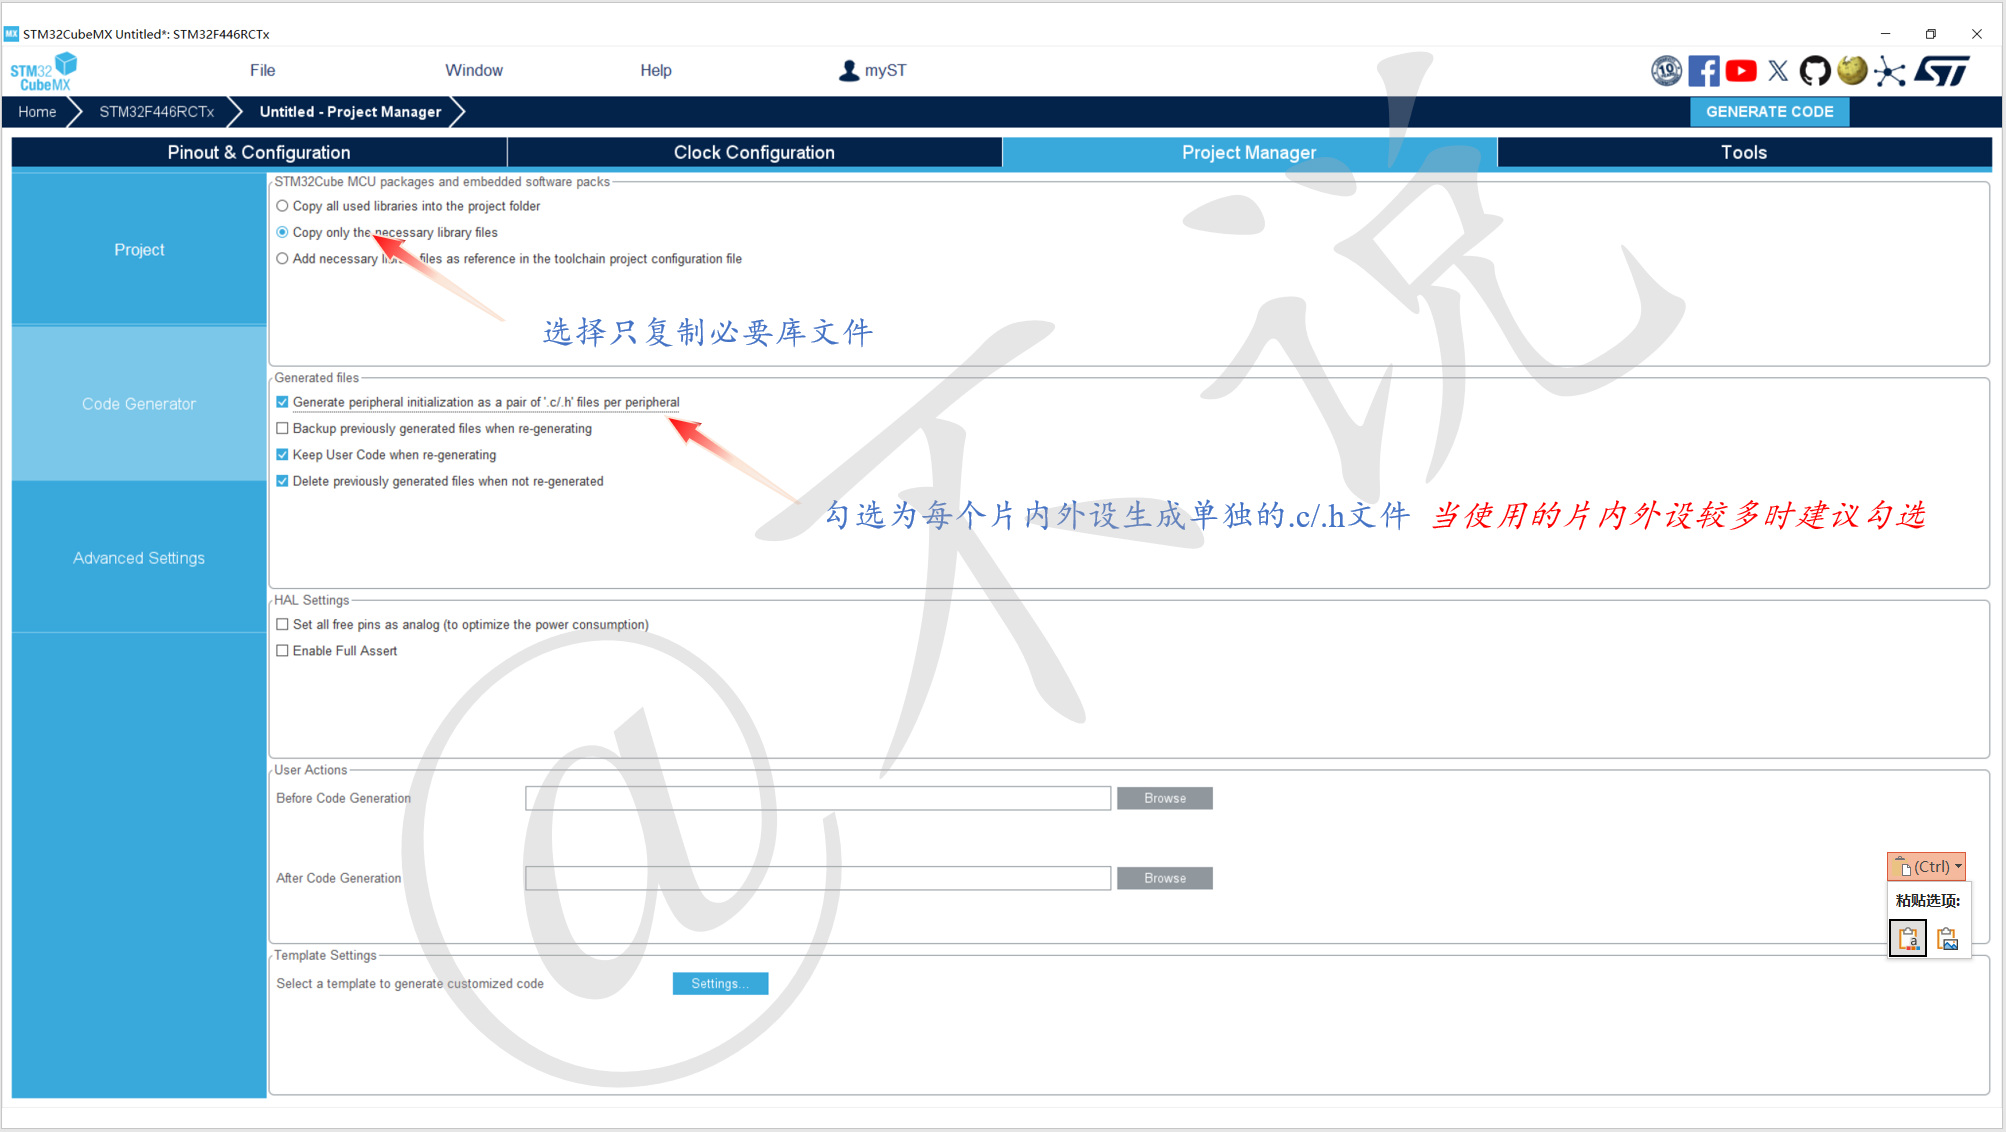 MX STM32CubeMX Untitled*: STM32F446RCTx
STM32 CubeMX
File Window Help myST
10
ST
Home STM32F446RCTx Untitled - Project Manager GENERATE CODE
Pinout & Configuration Clock Configuration Project Manager Tools
Project
Code Generator
Advanced Settings
STM32Cube MCU packages and embedded software packs
Copy all used libraries into the project folder
Copy only the necessary library files
Add necessary files as reference in the toolchain project configuration file
选择只复制必要库文件
Generated files
Generate peripheral initialization as a pair of '.c/.h' files per peripheral
Backup previously generated files when re-generating
Keep User Code when re-generating
Delete previously generated files when not re-generated
勾选为每个片内外设生成单独的.c/.h文件 当使用的片内外设较多时建议勾选
HAL Settings
Set all free pins as analog (to optimize the power consumption)
Enable Full Assert
User Actions
Before Code Generation Browse
After Code Generation Browse
Template Settings
Select a template to generate customized code Settings...
(Ctrl)
粘贴选项:
@不说